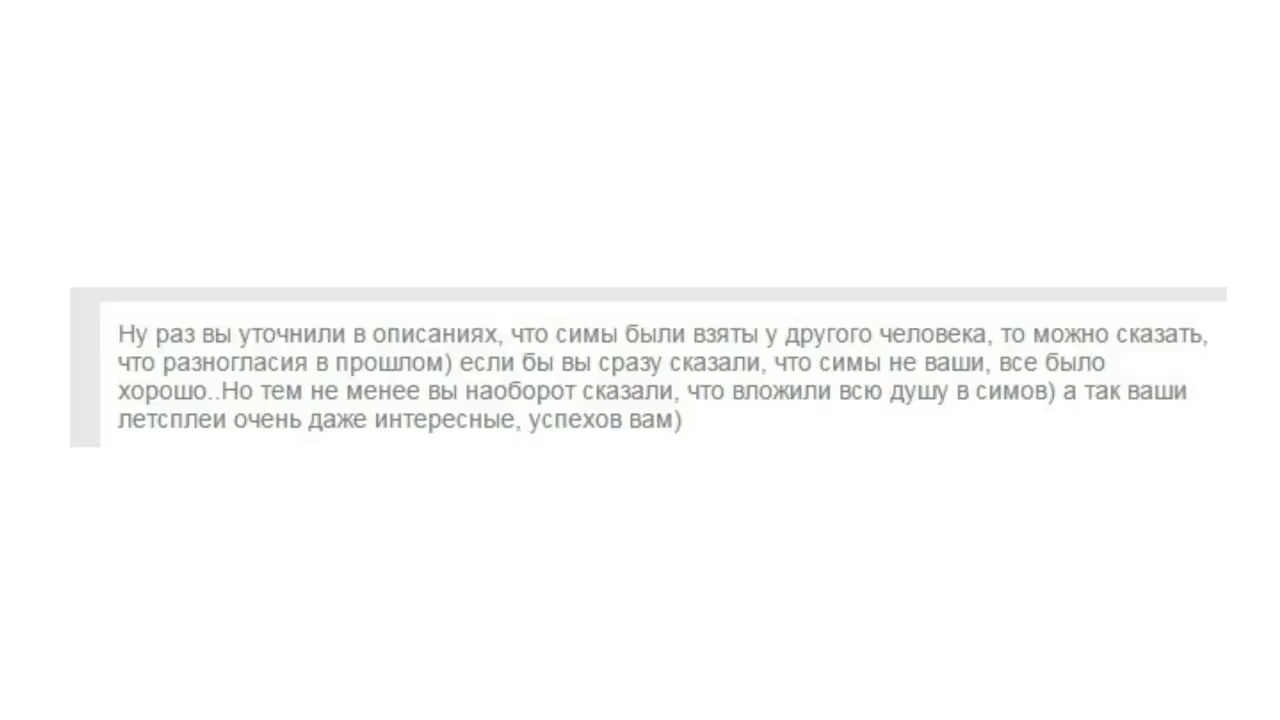 Ну раз вы уточнили в описаниях, что симы были взяты у другого человека, то можно сказать,
что разногласия в прошлом) если бы вы сразу сказали, что симы не ваши, все было
хорошо..Но тем не менее вы наоборот сказали, что вложили всю душу в симов) а так ваши
летсплеи очень даже интересные, успехов вам)